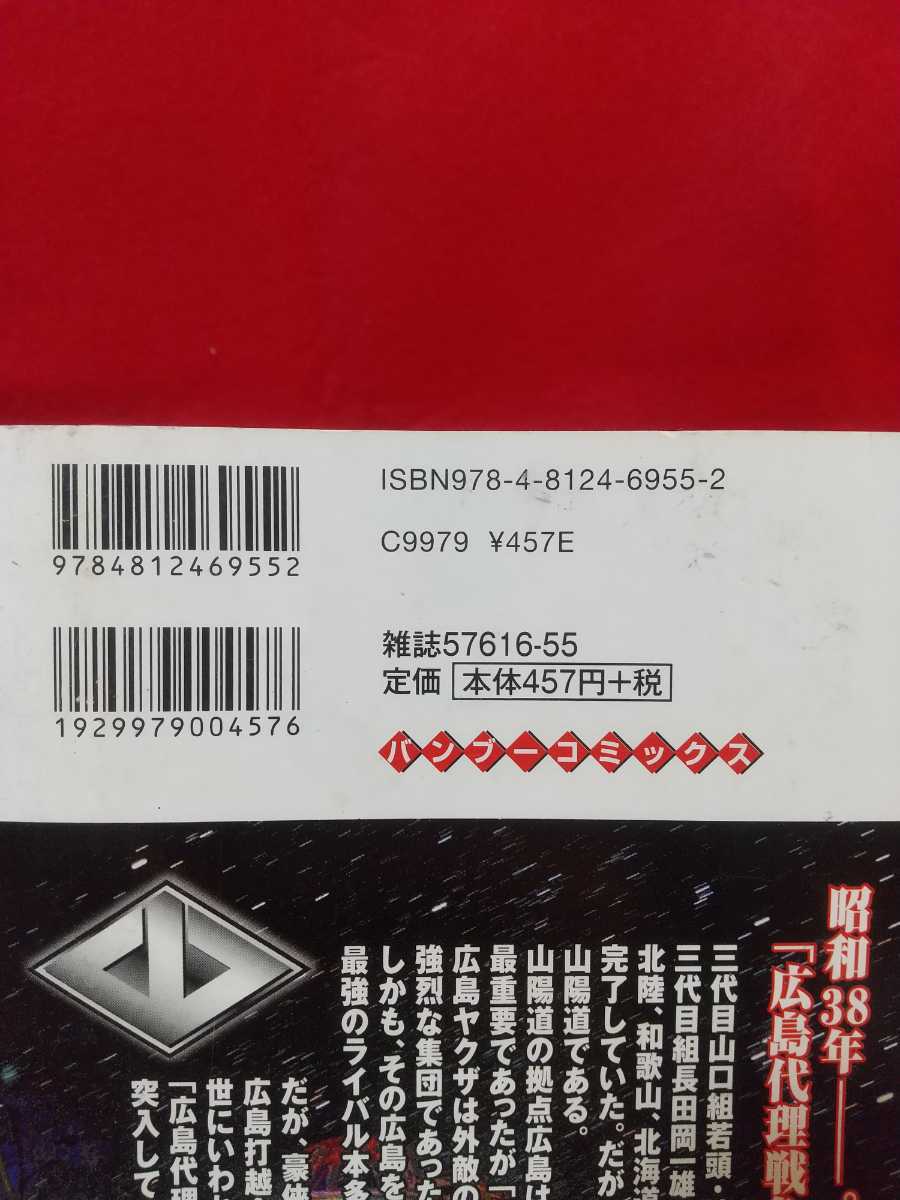 ISBN978-4-8124-6955-2
9784812469552
C9979 ¥457E
雑誌57616-55
定価 本体457円+税
1929979004576
バンブーコミックス
昭和38年――
「広島代理戦
三代目山口組若頭・
三代目組長田岡一雄
北陸、和歌山、北海道
完了していた。だが
山陽道である。
山陽道の拠点広島は
最重要であったが「
広島ヤクザは外敵の
強烈な集団であった
しかも、その広島を
最強のライバル本多
だが、豪侠
広島打越
世にいわ
「広島代理
突入して